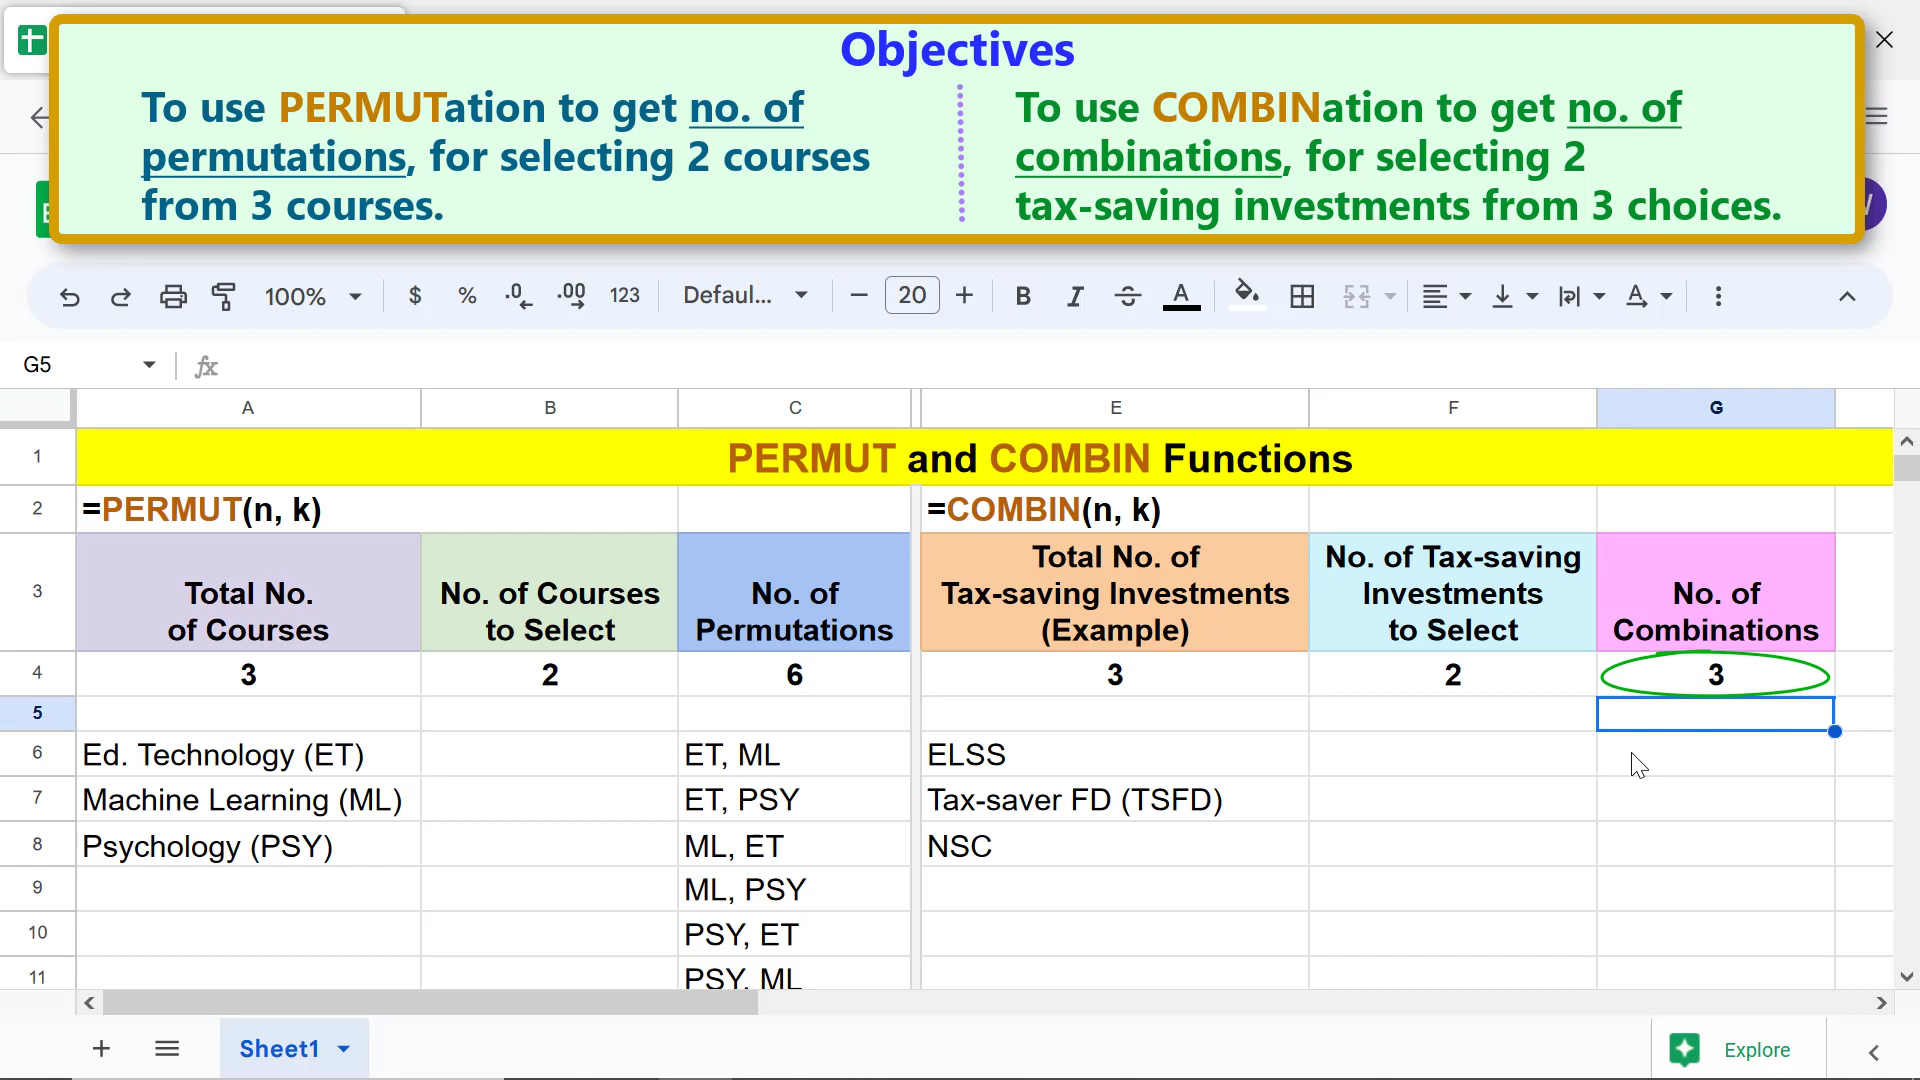 Objectives
To use PERMUTation to get no. of
permutations, for selecting 2 courses
from 3 courses.
To use COMBINation to get no. of
combinations, for selecting 2
tax-saving investments from 3 choices.
100% $ % .0 .00 123 Defaul... 20 B I S A A
G5 fx
A B C E F G
1 PERMUT and COMBIN Functions
2 =PERMUT(n, k) =COMBIN(n, k)
Total No. of No. of Tax-saving
3 Total No. No. of Courses No. of Tax-saving Investments Investments No. of
of Courses to Select Permutations (Example) to Select Combinations
4 3 2 6 3 2 3
5
6 Ed. Technology (ET) ET, ML ELSS
7 Machine Learning (ML) ET, PSY Tax-saver FD (TSFD)
8 Psychology (PSY) ML, ET NSC
9 ML, PSY
10 PSY, ET
11 PSY, ML
Sheet1 Explore